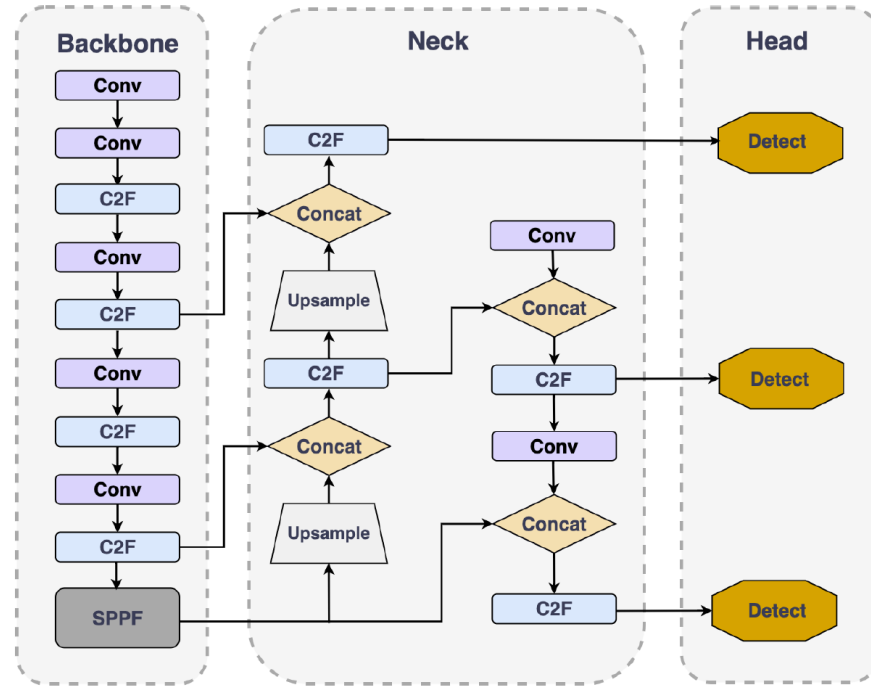 Backbone
Conv
Conv
C2F
Conv
C2F
Conv
C2F
Conv
C2F
SPPF
Neck
C2F
Concat
Upsample
C2F
Concat
Upsample
Conv
Concat
C2F
Conv
Concat
C2F
Head
Detect
Detect
Detect